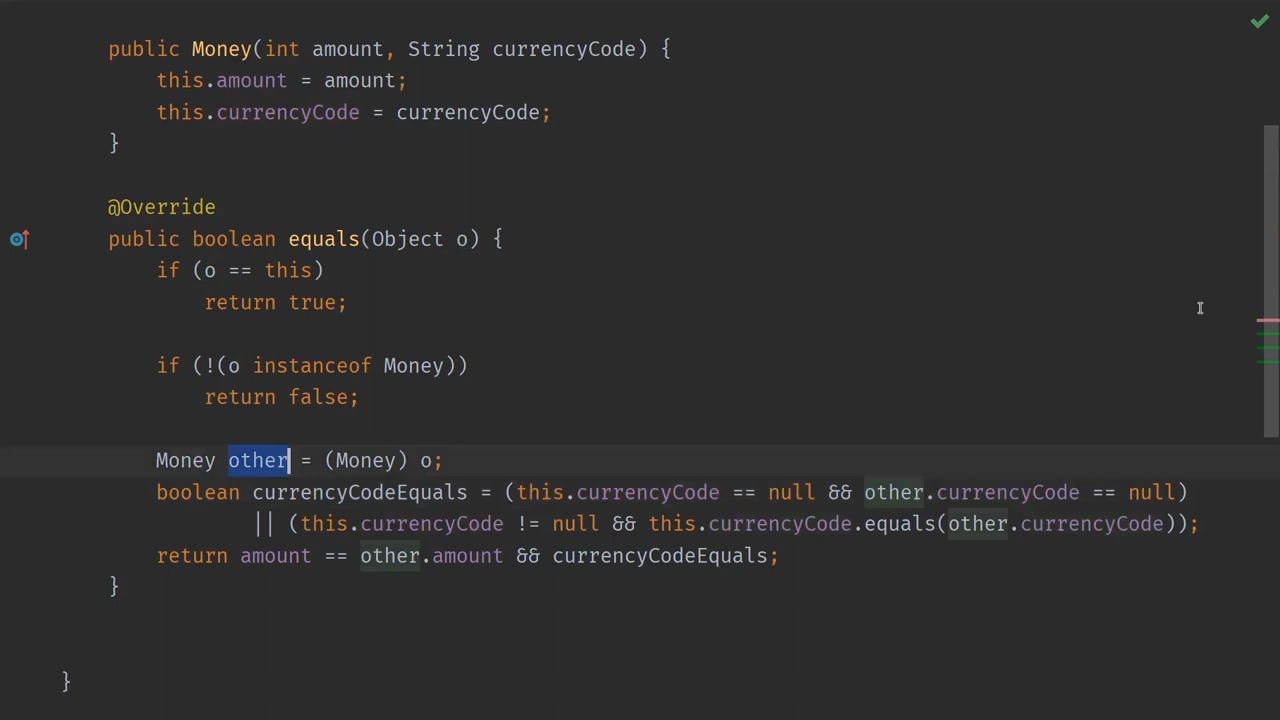 public Money(int amount, String currencyCode) {
this.amount = amount;
this.currencyCode = currencyCode;
}
@Override
public boolean equals(Object o) {
if (o == this)
return true;
if (!(o instanceof Money))
return false;
Money other = (Money) o;
boolean currencyCodeEquals = (this.currencyCode == null && other.currencyCode == null)
|| (this.currencyCode != null && this.currencyCode.equals(other.currencyCode));
return amount == other.amount && currencyCodeEquals;
}
}